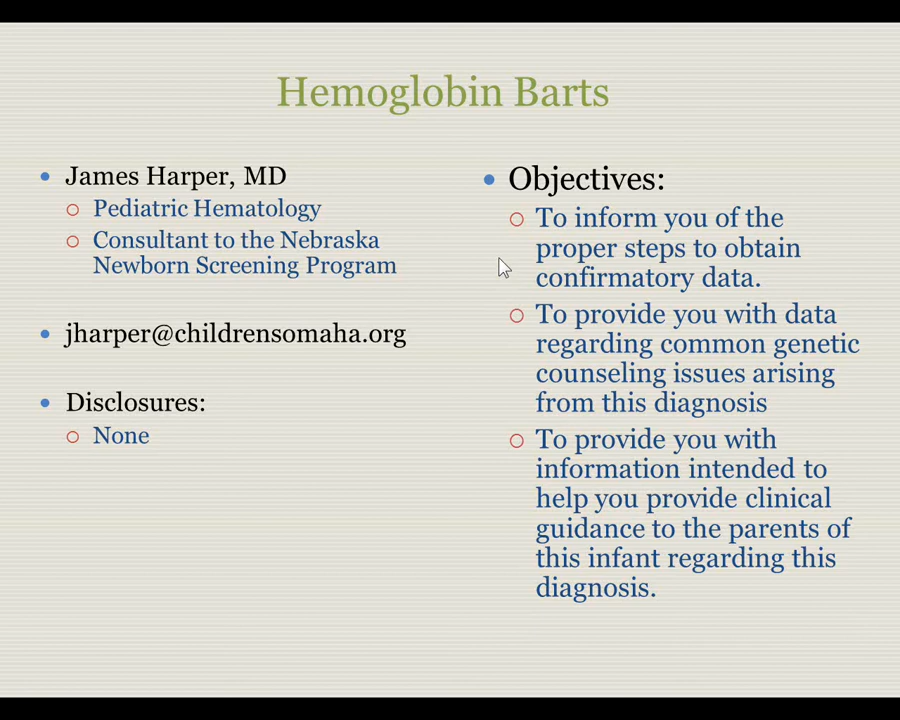 Hemoglobin Barts
James Harper, MD
Pediatric Hematology
Consultant to the Nebraska
Newborn Screening Program
jharper@childrensomaha.org
Disclosures:
None
Objectives:
To inform you of the
proper steps to obtain
confirmatory data.
To provide you with data
regarding common genetic
counseling issues arising
from this diagnosis
To provide you with
information intended to
help you provide clinical
guidance to the parents of
this infant regarding this
diagnosis.